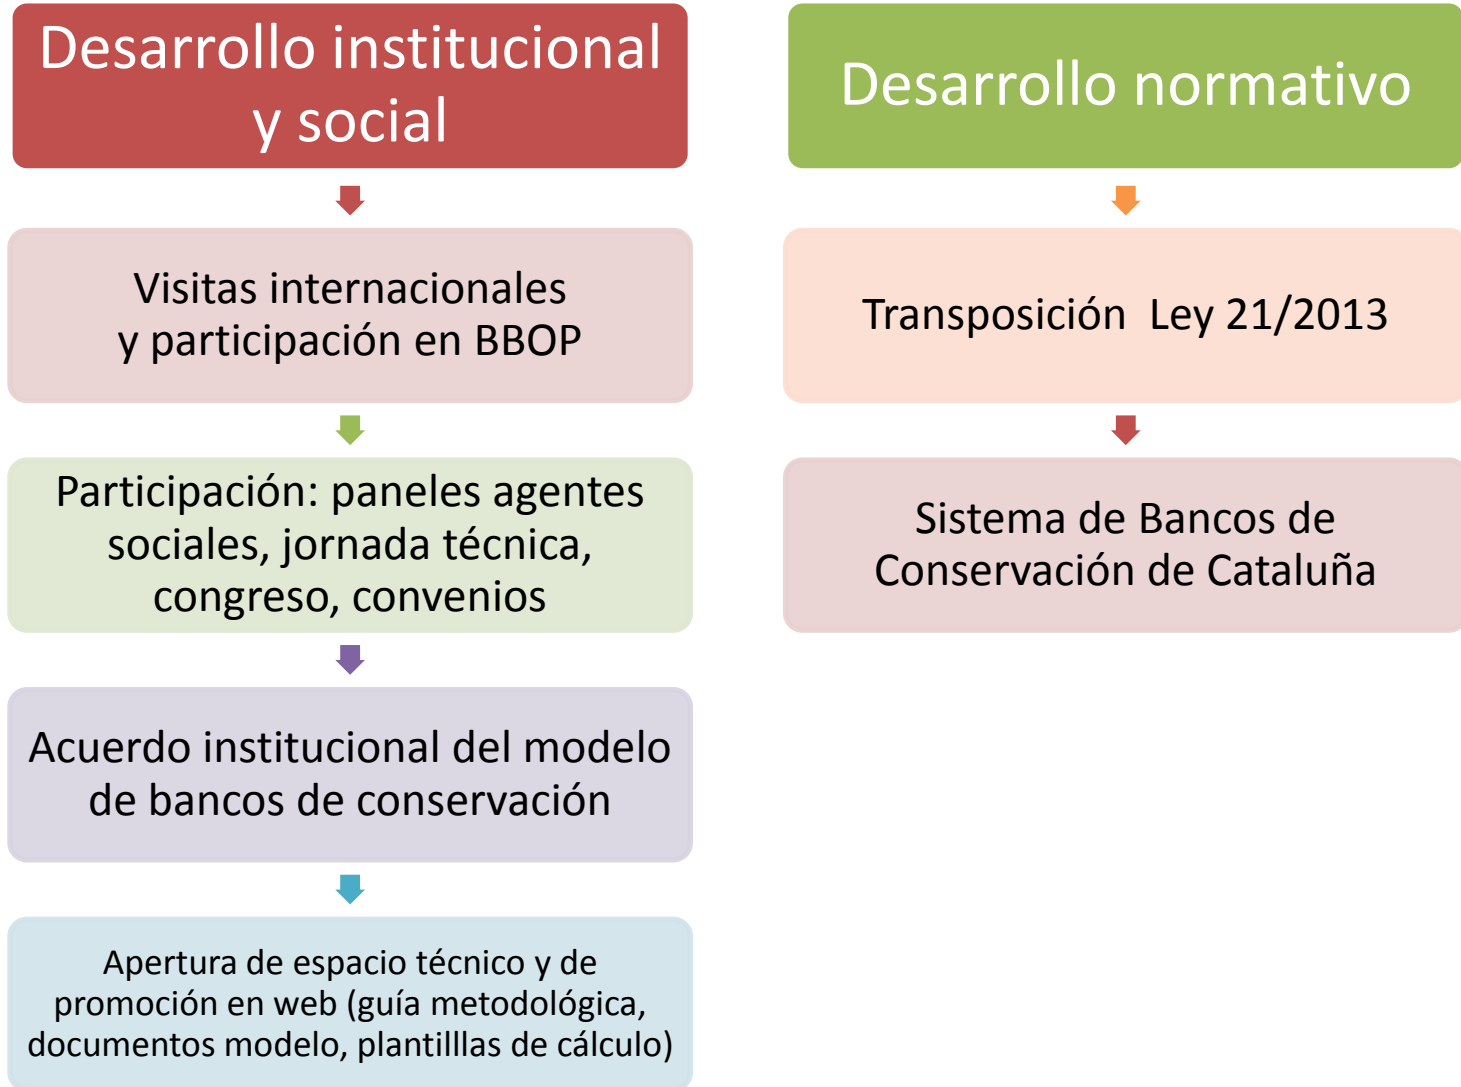 Desarrollo institucional
y social
Visitas internacionales
y participación en BBOP
Participación: paneles agentes
sociales, jornada técnica,
congreso, convenios
Acuerdo institucional del modelo
de bancos de conservación
Apertura de espacio técnico y de
promoción en web (guía metodológica,
documentos modelo, plantilllas de cálculo)
Desarrollo normativo
Transposición  Ley 21/2013
Sistema de Bancos de
Conservación de Cataluña